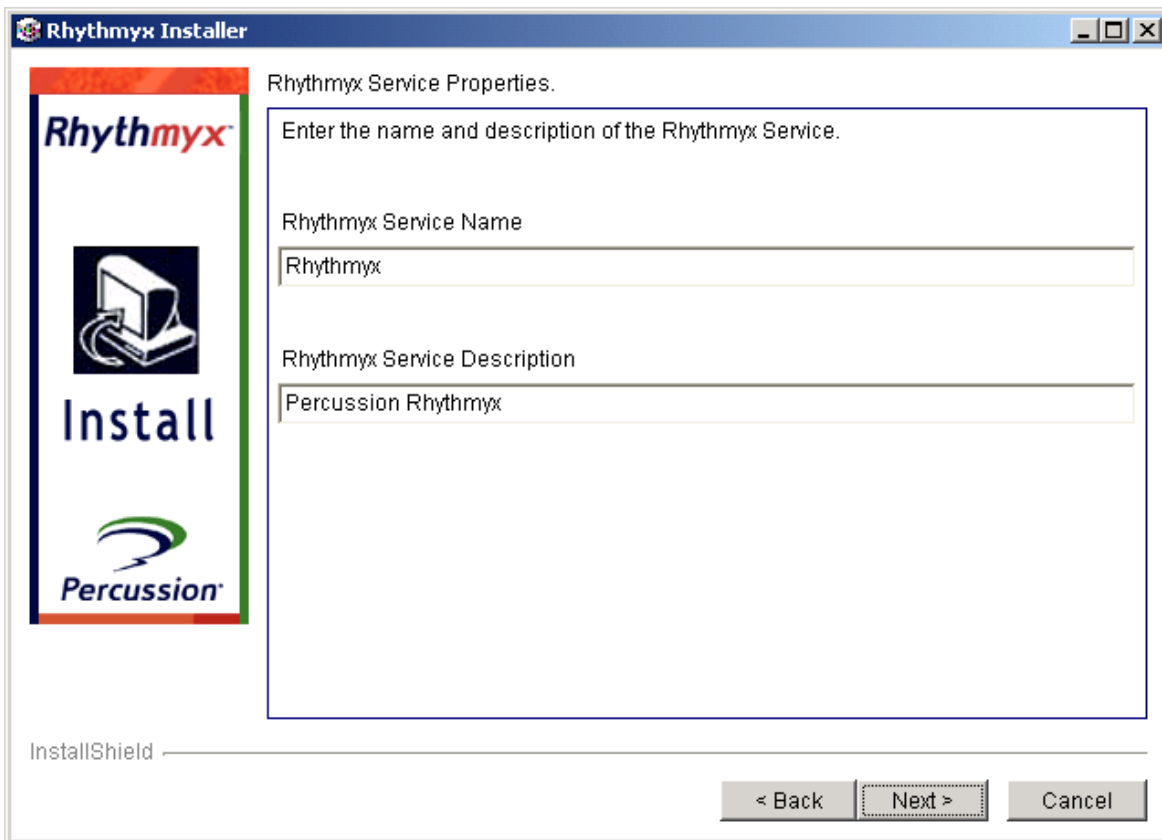 Rhythmyx Installer
Rhythmyx Service Properties.
Rhythmyx
Install
Percussion
Enter the name and description of the Rhythmyx Service.
Rhythmyx Service Name
Rhythmyx
Rhythmyx Service Description
Percussion Rhythmyx
InstallShield
< Back
Next >
Cancel